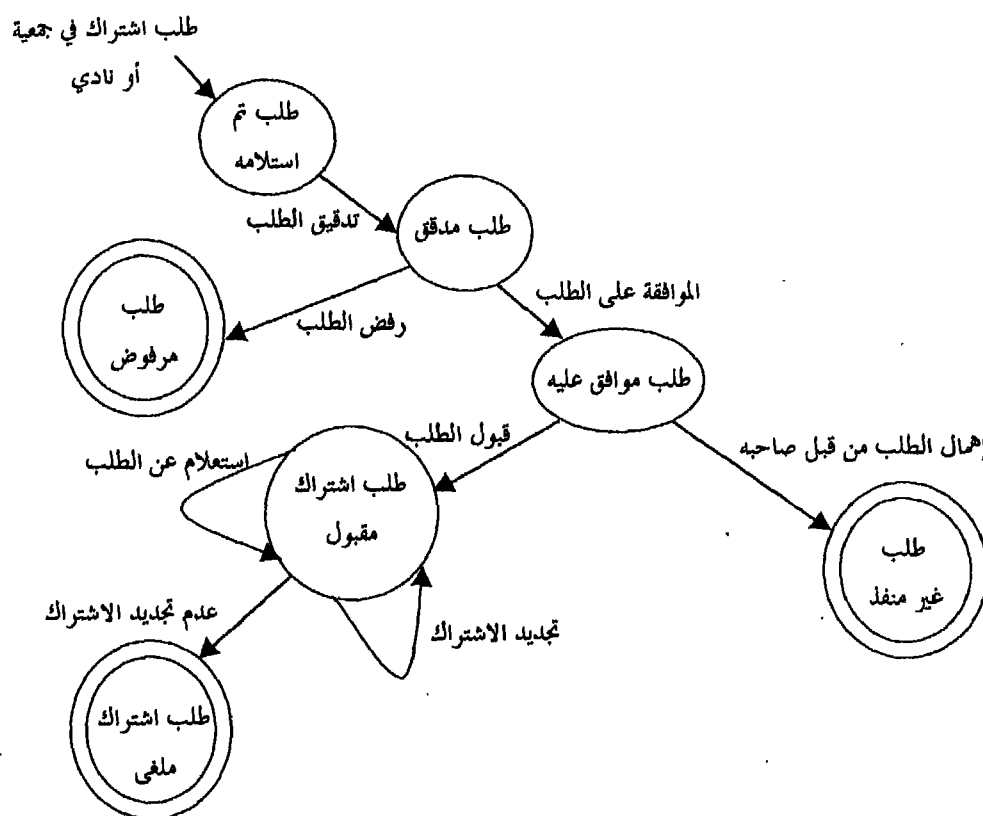 طلب اشتراك في جمعية
أو نادي
طلب تم
استلامه
تدقيق الطلب
طلب مدقق
الموافقة على الطلب
رفض الطلب
طلب
مرفوض
طلب موافق عليه
قبول الطلب
إهمال الطلب من قبل صاحبه
استعلام عن الطلب
طلب اشتراك
مقبول
طلب
غير منفذ
عدم تجديد الاشتراك
تجديد الاشتراك
طلب اشتراك
ملغى